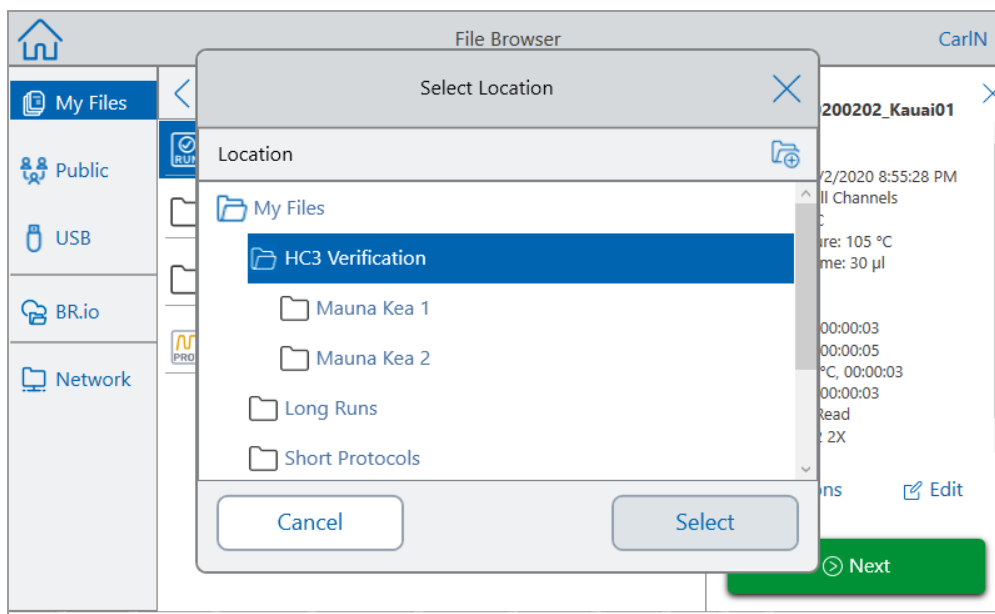 File Browser
CarlN
My Files
Public
USB
BR.io
Network
RUN
PRO
Select Location
Location
My Files
HC3 Verification
Mauna Kea 1
Mauna Kea 2
Long Runs
Short Protocols
Cancel
Select
0200202_Kauai01
/2/2020 8:55:28 PM
ll Channels
C
ure: 105 °C
me: 30 µl
00:00:03
00:00:05
°C, 00:00:03
00:00:03
Read
2X
ons
Edit
Next